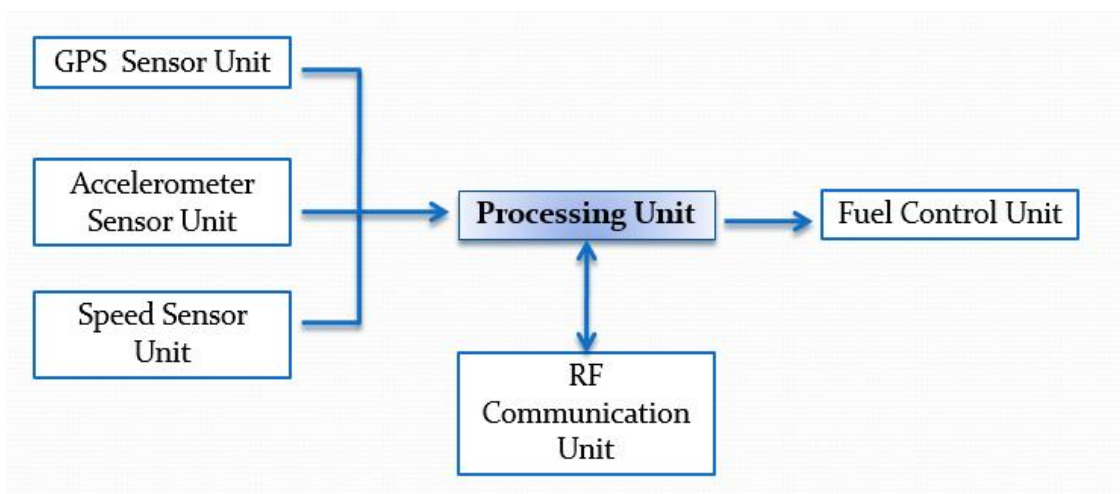 GPS Sensor Unit
Accelerometer
Sensor Unit
Speed Sensor
Unit
Processing Unit
Fuel Control Unit
RF
Communication
Unit